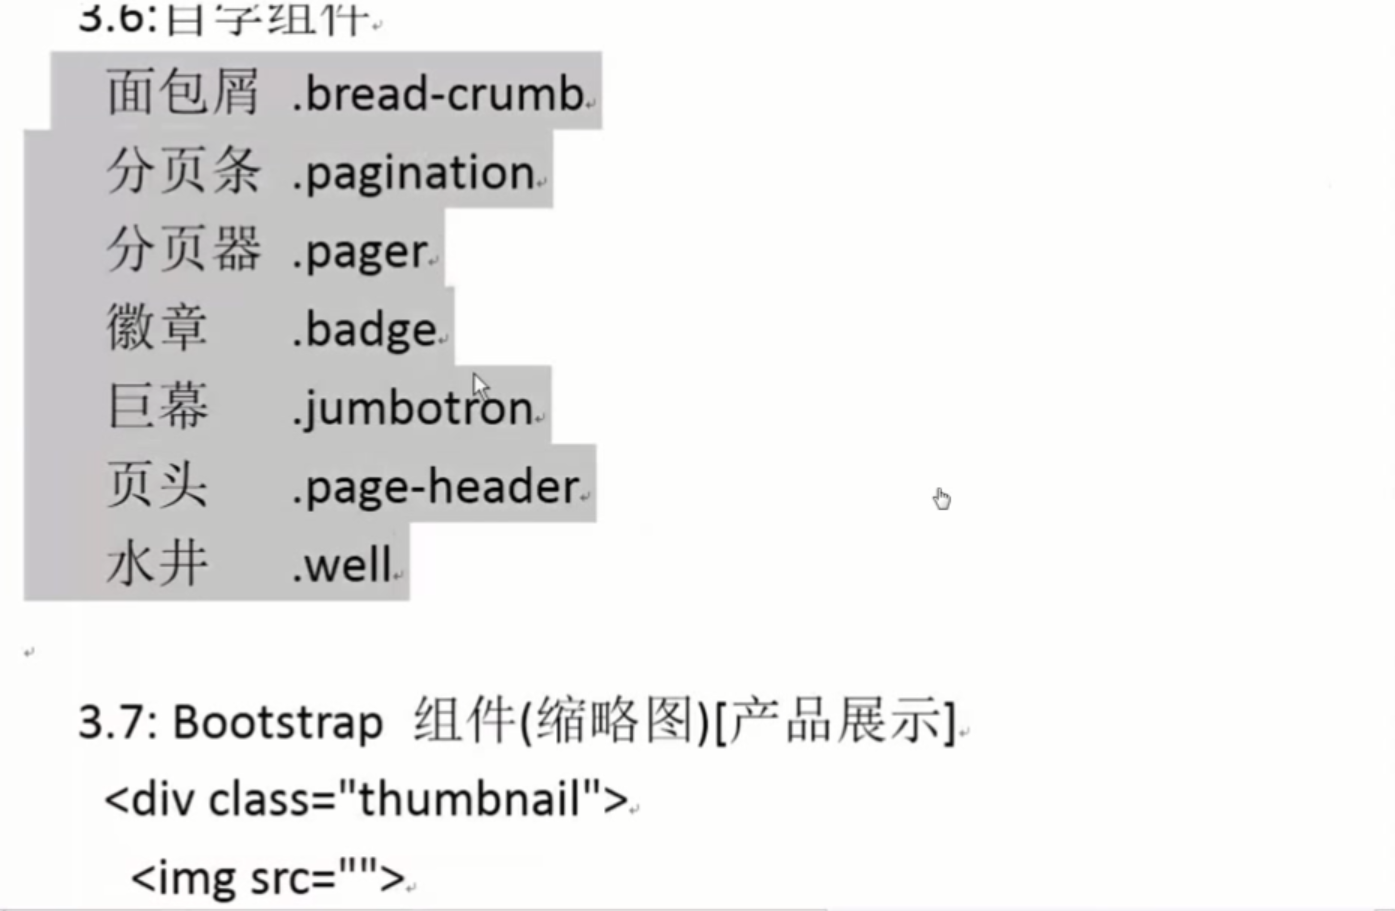 3.6:自学组件
面包屑 .bread-crumb
分页条 .pagination
分页器 .pager
徽章 .badge
巨幕 .jumbotron
页头 .page-header
水井 .well
3.7: Bootstrap 组件(缩略图)[产品展示]
<div class="thumbnail">
<img src="">